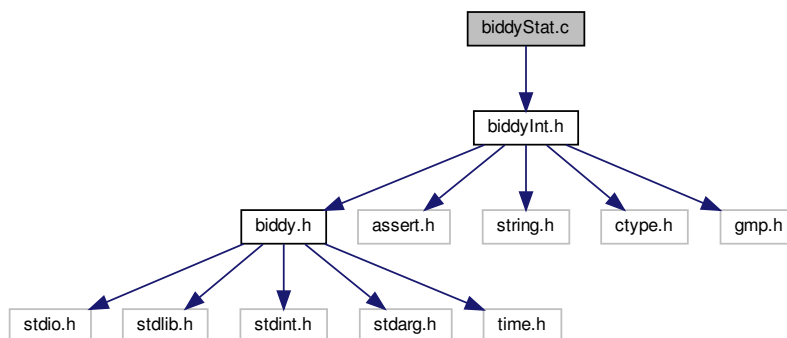 biddyStat.c
biddyInt.h
biddy.h
assert.h
string.h
ctype.h
gmp.h
stdio.h
stdlib.h
stdint.h
stdarg.h
time.h